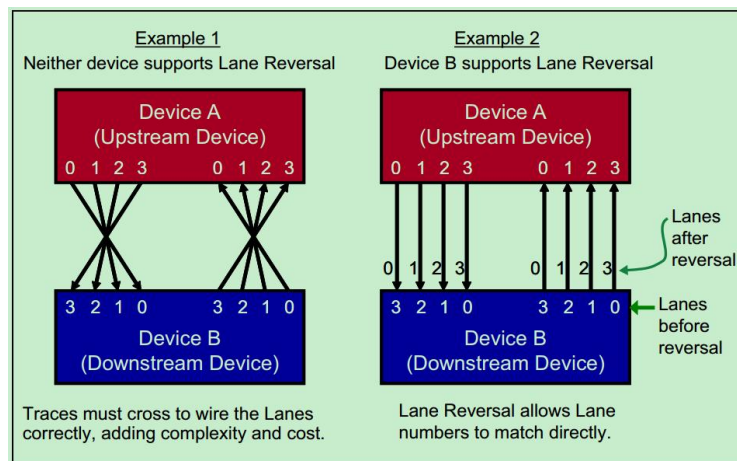 Example 1
Neither device supports Lane Reversal
Device A
(Upstream Device)
0 1 2 3 0 1 2 3
3 2 1 0 3 2 1 0
Device B
(Downstream Device)
Traces must cross to wire the Lanes
correctly, adding complexity and cost.
Example 2
Device B supports Lane Reversal
Device A
(Upstream Device)
0 1 2 3 0 1 2 3
0 1 2 3 0 1 2 3
Lanes
after
reversal
3 2 1 0 3 2 1 0
Lanes
before
reversal
Device B
(Downstream Device)
Lane Reversal allows Lane
numbers to match directly.